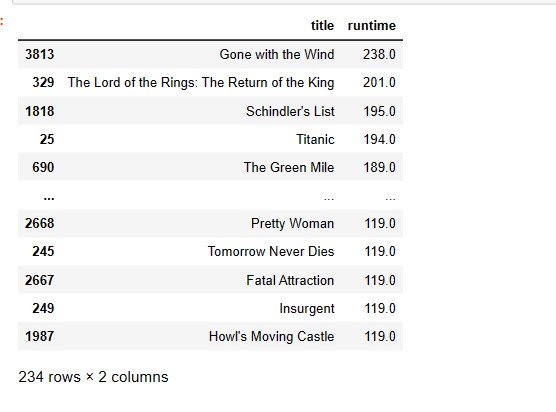 :
title runtime
3813 Gone with the Wind 238.0
329 The Lord of the Rings: The Return of the King 201.0
1818 Schindler's List 195.0
25 Titanic 194.0
690 The Green Mile 189.0
... ... ...
2668 Pretty Woman 119.0
245 Tomorrow Never Dies 119.0
2667 Fatal Attraction 119.0
249 Insurgent 119.0
1987 Howl's Moving Castle 119.0
234 rows × 2 columns